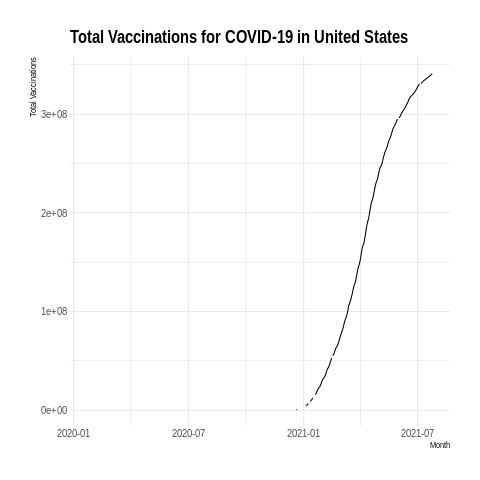 Total Vaccinations for COVID-19 in United States
Total Vaccinations
3e+08
2e+08
1e+08
0e+00
2020-01 2020-07 2021-01 2021-07
Month